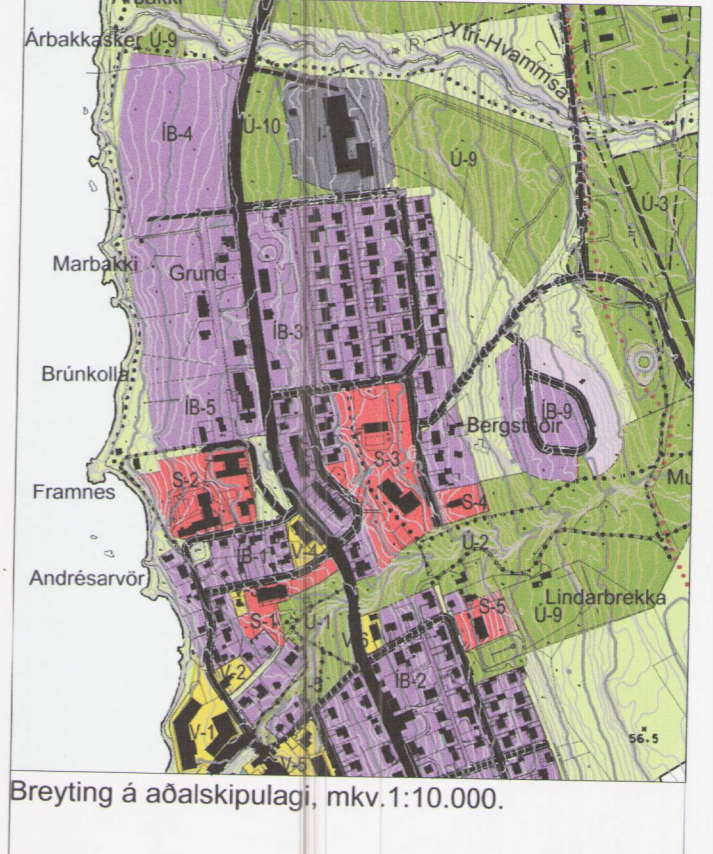 Árbakkasker
Ú-9
R
Ytri-Hvammsá
ÍB-4
Ú-10
I-
Ú-9
Ú-3
Marbakki
Grund
ÍB-3
Brúnkolla
ÍB-5
Bergstaðir
ÍB-9
S-2
S-3
Framnes
S-4
V-4
ÍB-1
Ú-2
Andrésarvör
Lindarbrekka
S-5
Ú-9
S-1
Ú-1
V-2
ÍB-2
V-1
V-5
56.5
Breyting á aðalskipulagi, mkv.1:10.000.